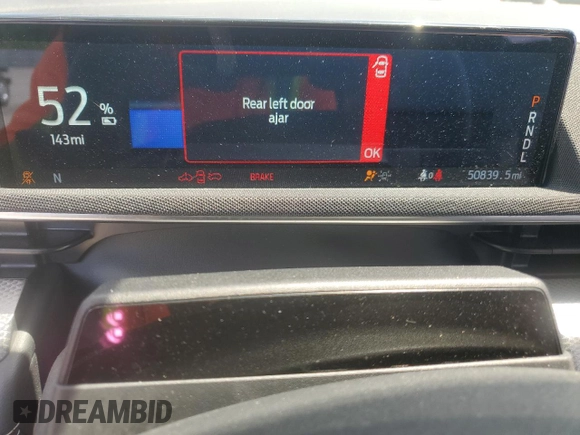 52 %
143mi
Rear left door
ajar
OK
P
R
N
D
L
N
BRAKE
50839.5mi
DREAMBID